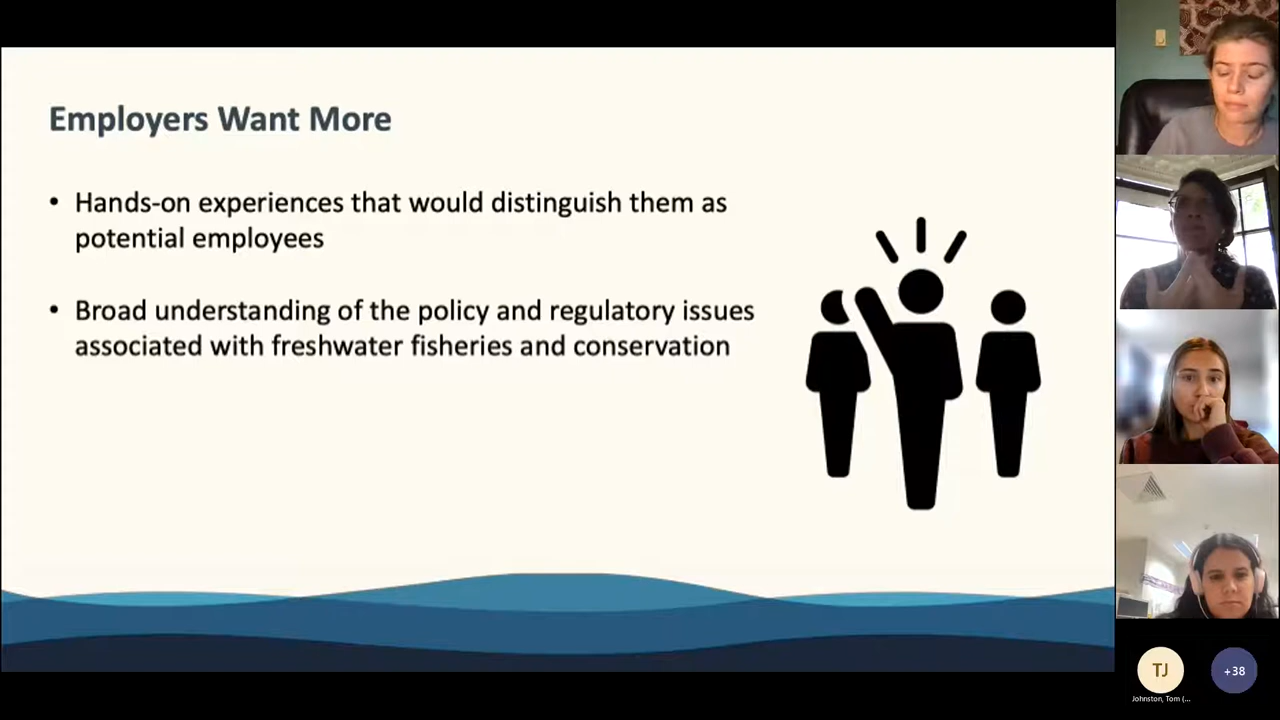 Employers Want More
• Hands-on experiences that would distinguish them as
potential employees
• Broad understanding of the policy and regulatory issues
associated with freshwater fisheries and conservation
TJ
+38
Johnston, Tom (...